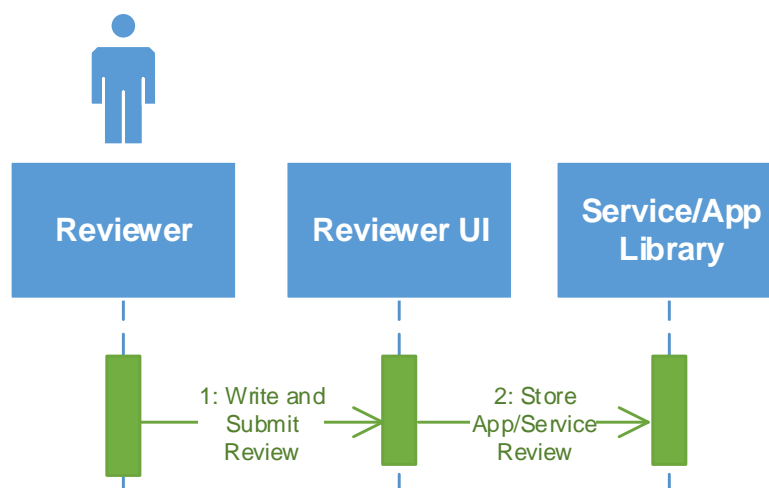 Reviewer
Reviewer UI
Service/App
Library
1: Write and
Submit
Review
2: Store
App/Service
Review